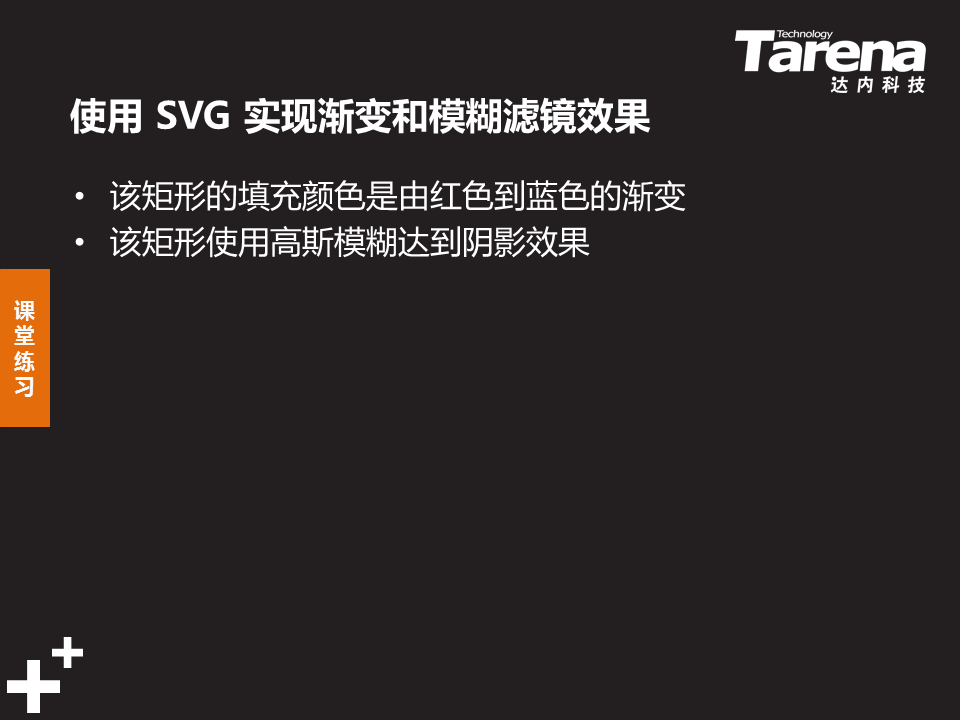 Technology
Tarena
达内科技
使用 SVG 实现渐变和模糊滤镜效果
• 该矩形的填充颜色是由红色到蓝色的渐变
• 该矩形使用高斯模糊达到阴影效果
课
堂
练
习